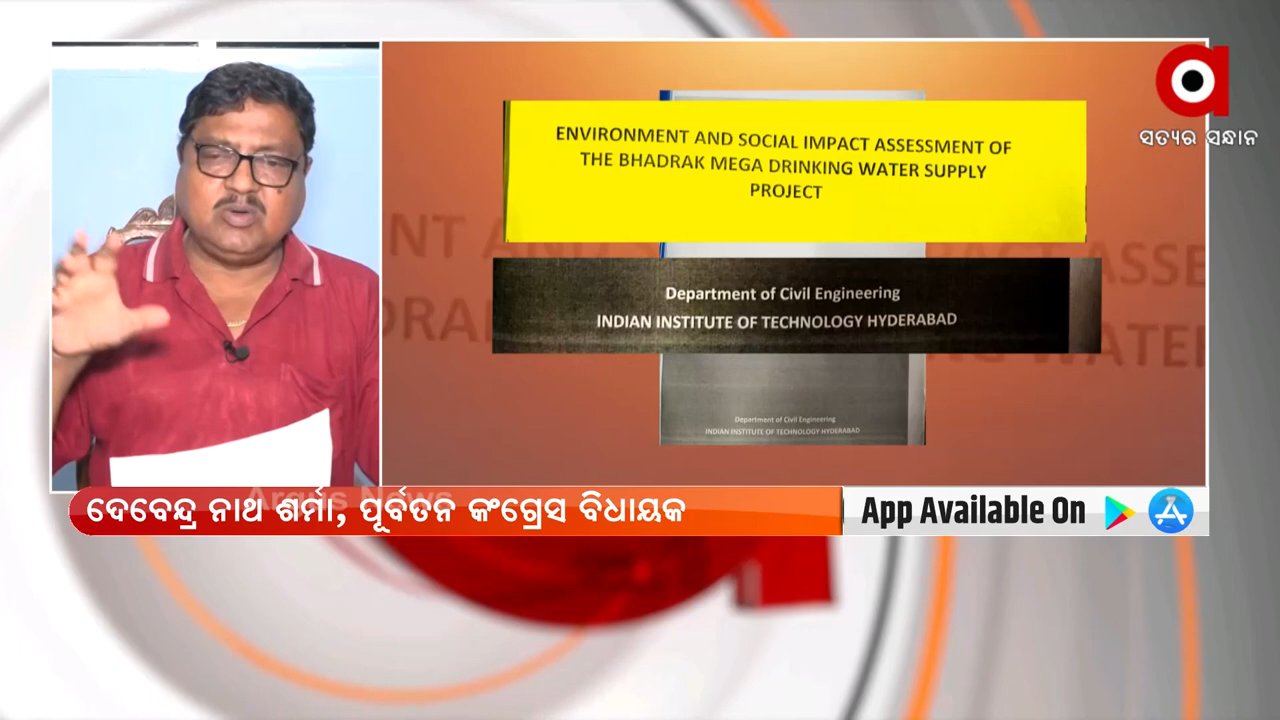 ENVIRONMENT AND SOCIAL IMPACT ASSESSMENT OF
THE BHADRAK MEGA DRINKING WATER SUPPLY
PROJECT
ସତ୍ୟର ସନ୍ଧାନ
Department of Civil Engineering
INDIAN INSTITUTE OF TECHNOLOGY HYDERABAD
Department of Civil Engineering
INDIAN INSTITUTE OF TECHNOLOGY HYDERABAD
Argus News
ଦେବେନ୍ଦ୍ର ନାଥ ଶର୍ମା, ପୂର୍ବତନ କଂଗ୍ରେସ ବିଧାୟକ
App Available On